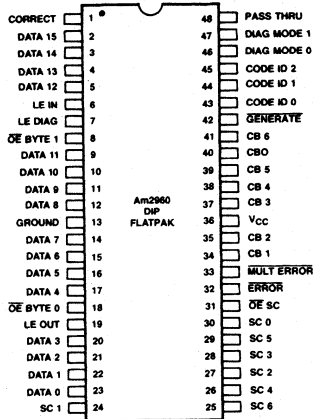 CORRECT 1 48 PASS THRU
DATA 15 2 47 DIAG MODE 1
DATA 14 3 46 DIAG MODE 0
DATA 13 4 45 CODE ID 2
DATA 12 5 44 CODE ID 1
LE IN 6 43 CODE ID 0
LE DIAG 7 42 GENERATE
OE BYTE 1 8 41 CB 6
DATA 11 9 40 CBO
DATA 10 10 39 CB 5
DATA 9 11 38 CB 4
DATA 8 12 Am2960 37 CB 3
GROUND 13 DIP 36 VCC
DATA 7 14 FLATPAK 35 CB 2
DATA 6 15 34 CB 1
DATA 5 16 33 MULT ERROR
DATA 4 17 32 ERROR
OE BYTE 0 18 31 OE SC
LE OUT 19 30 SC 0
DATA 3 20 29 SC 5
DATA 2 21 28 SC 3
DATA 1 22 27 SC 2
DATA 0 23 26 SC 4
SC 1 24 25 SC 6